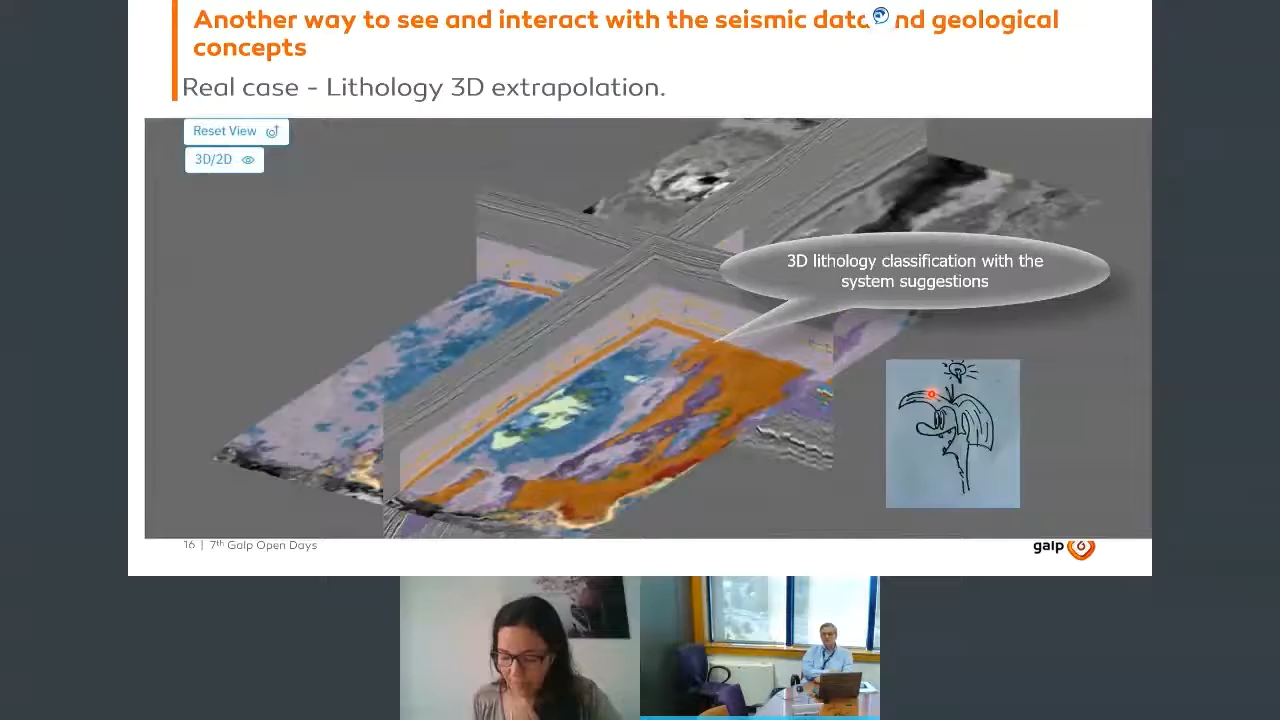 Another way to see and interact with the seismic data nd geological
concepts
Real case - Lithology 3D extrapolation.
Reset View
3D/2D
3D lithology classification with the
system suggestions
16 | 7th Galp Open Days
galp